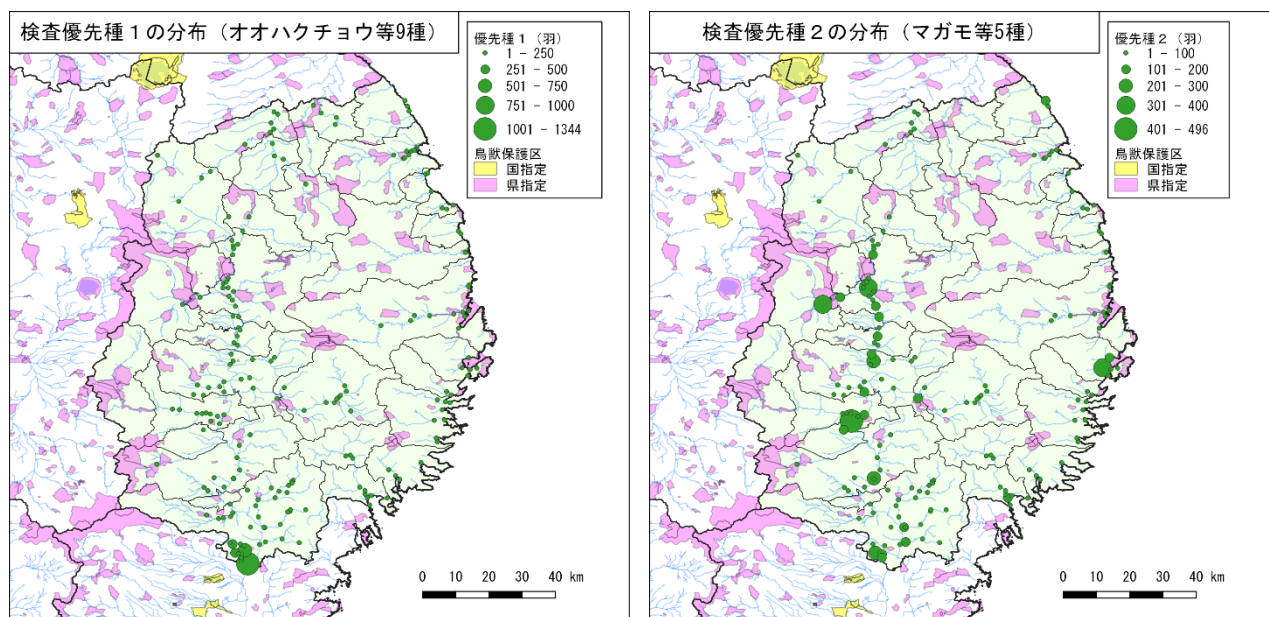 検査優先種１の分布（オオハクチョウ等9種）
優先種１（羽）
1 - 250
251 - 500
501 - 750
751 - 1000
1001 - 1344
鳥獣保護区
国指定
県指定
0 10 20 30 40 km
検査優先種２の分布（マガモ等5種）
優先種２（羽）
1 - 100
101 - 200
201 - 300
301 - 400
401 - 496
鳥獣保護区
国指定
県指定
0 10 20 30 40 km